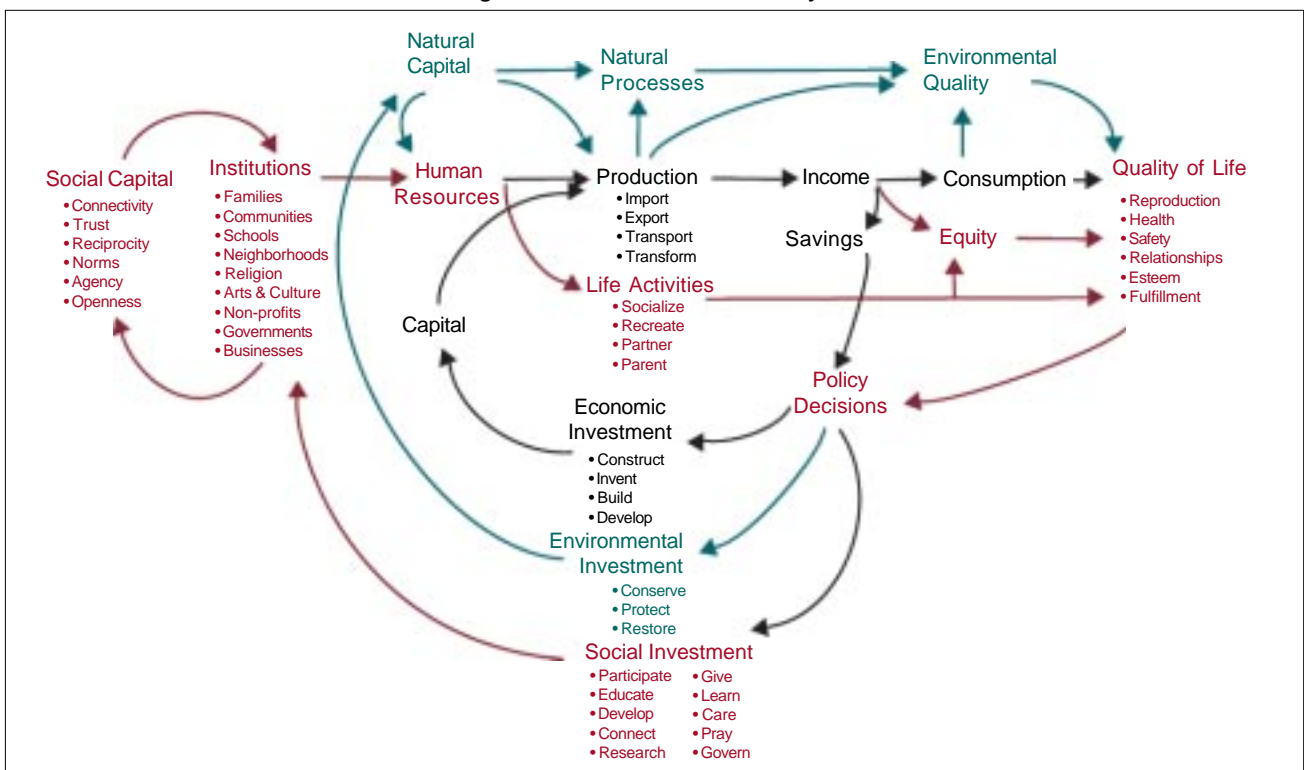 Natural
Capital
Natural
Processes
Environmental
Quality
Social Capital
• Connectivity
• Trust
• Reciprocity
• Norms
• Agency
• Openness
Institutions
• Families
• Communities
• Schools
• Neighborhoods
• Religion
• Arts & Culture
• Non-profits
• Governments
• Businesses
Human
Resources
Production
• Import
• Export
• Transport
• Transform
Income
Consumption
Quality of Life
• Reproduction
• Health
• Safety
• Relationships
• Esteem
• Fulfillment
Savings
Equity
Life Activities
• Socialize
• Recreate
• Partner
• Parent
Capital
Policy
Decisions
Economic
Investment
• Construct
• Invent
• Build
• Develop
Environmental
Investment
• Conserve
• Protect
• Restore
Social Investment
• Participate
• Educate
• Develop
• Connect
• Research
• Give
• Learn
• Care
• Pray
• Govern